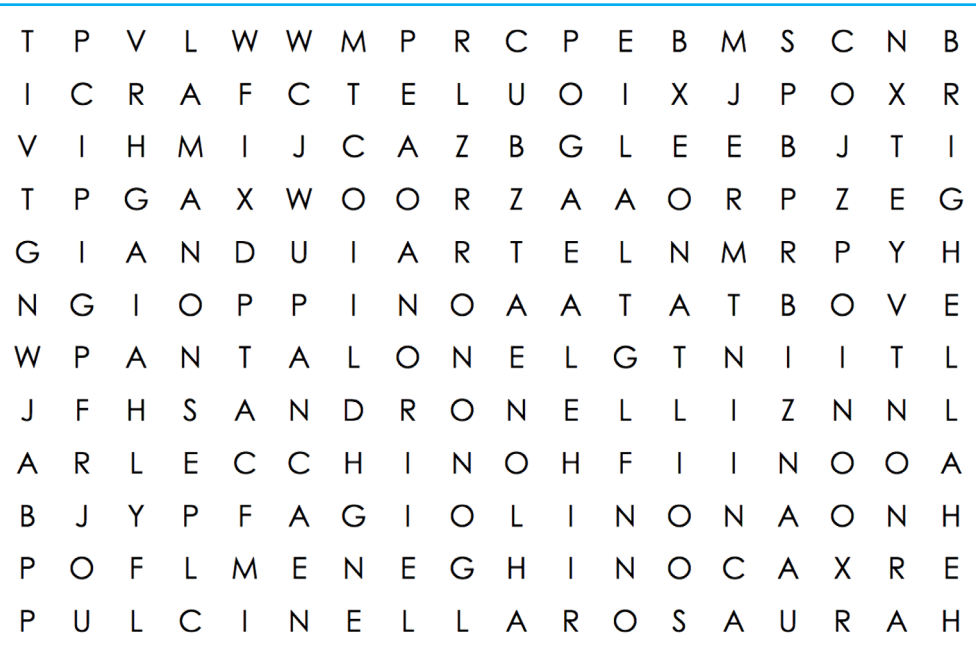 T P V L W W M P R C P E B M S C N B
I C R A F C T E L U O I X J P O X R
V I H M I J C A Z B G L E E B J T I
T P G A X W O O R Z A A O R P Z E G
G I A N D U I A R T E L N M R P Y H
N G I O P P I N O A A T A T B O V E
W P A N T A L O N E L G T N I I T L
J F H S A N D R O N E L L I Z N N L
A R L E C C H I N O H F I I N O O A
B J Y P F A G I O L I N O N A O N H
P O F L M E N E G H I N O C A X R E
P U L C I N E L L A R O S A U R A H